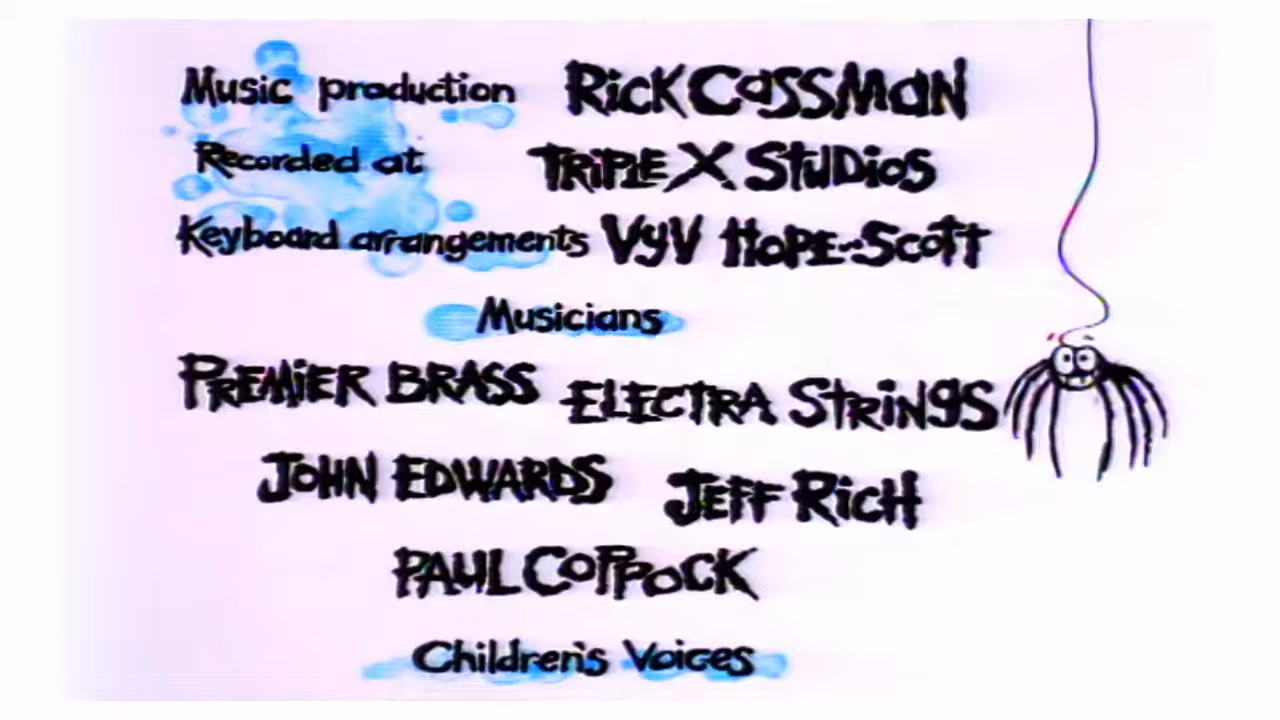 Music production RiCK CaSSMAN
Recorded at TRiPLE X STUDios
Keyboard arrangements VyV HoPE-ScoTT
Musicians
PREMiER BRASS ELECTRA STRiNgS
JOHN EDWARDS JEFF RicH
PAUL CoPPoCK
Children's Voices